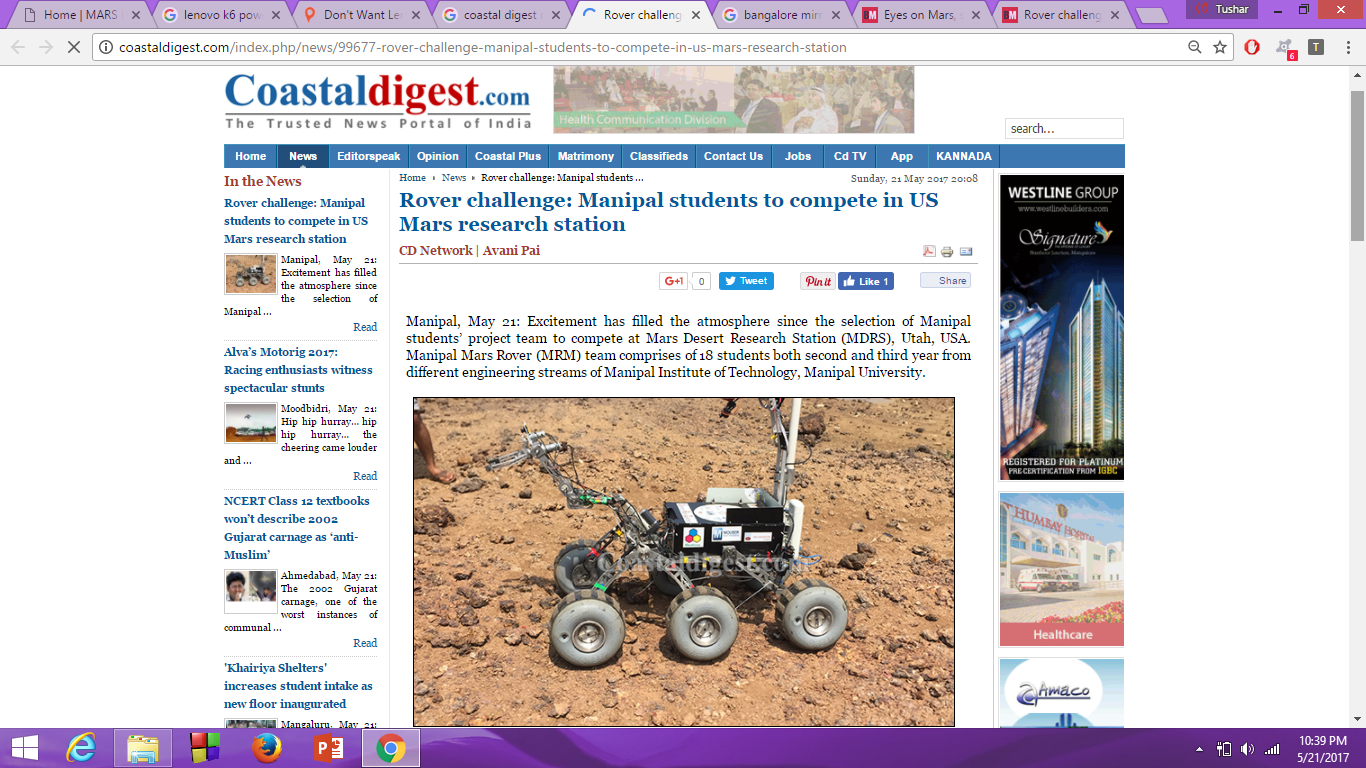 Home | MARS
lenovo k6 pow
Don't Want Le
coastal digest
Rover challeng
bangalore mir
Eyes on Mars,
Rover challeng
Tushar
coastaldigest.com/index.php/news/99677-rover-challenge-manipal-students-to-compete-in-us-mars-research-station
6
T
Coastaldigest.com
The Trusted News Portal of India
Health Communication Division
search...
Home News Editorspeak Opinion Coastal Plus Matrimony Classifieds Contact Us Jobs Cd TV App KANNADA
In the News
Rover challenge: Manipal
students to compete in US
Mars research station
Manipal, May 21:
Excitement has filled
the atmosphere since
the selection of
Manipal ...
Read
Alva's Motorig 2017:
Racing enthusiasts witness
spectacular stunts
Moodbidri, May 21:
Hip hip hurray... hip
hip hurray... the
cheering came louder
and ...
Read
NCERT Class 12 textbooks
won't describe 2002
Gujarat carnage as 'anti-
Muslim'
Ahmedabad, May 21:
The 2002 Gujarat
carnage, one of the
worst instances of
communal ...
Read
'Khairiya Shelters'
increases student intake as
new floor inaugurated
Mangaluru, May 21:
Home News Rover challenge: Manipal students ...
Sunday, 21 May 2017 20:08
Rover challenge: Manipal students to compete in US
Mars research station
CD Network | Avani Pai
G+1 0 Tweet Pin it Like 1 Share
Manipal, May 21: Excitement has filled the atmosphere since the selection of Manipal
students' project team to compete at Mars Desert Research Station (MDRS), Utah, USA.
Manipal Mars Rover (MRM) team comprises of 18 students both second and third year from
different engineering streams of Manipal Institute of Technology, Manipal University.
Coastaldigest.com
WESTLINE GROUP
www.westlinebuilders.com
Signature
REGISTERED FOR PLATINUM
PRE-CERTIFICATION FROM IGBC
THUMBAY HOSPITAL
Healthcare
Amaco
10:39 PM
5/21/2017